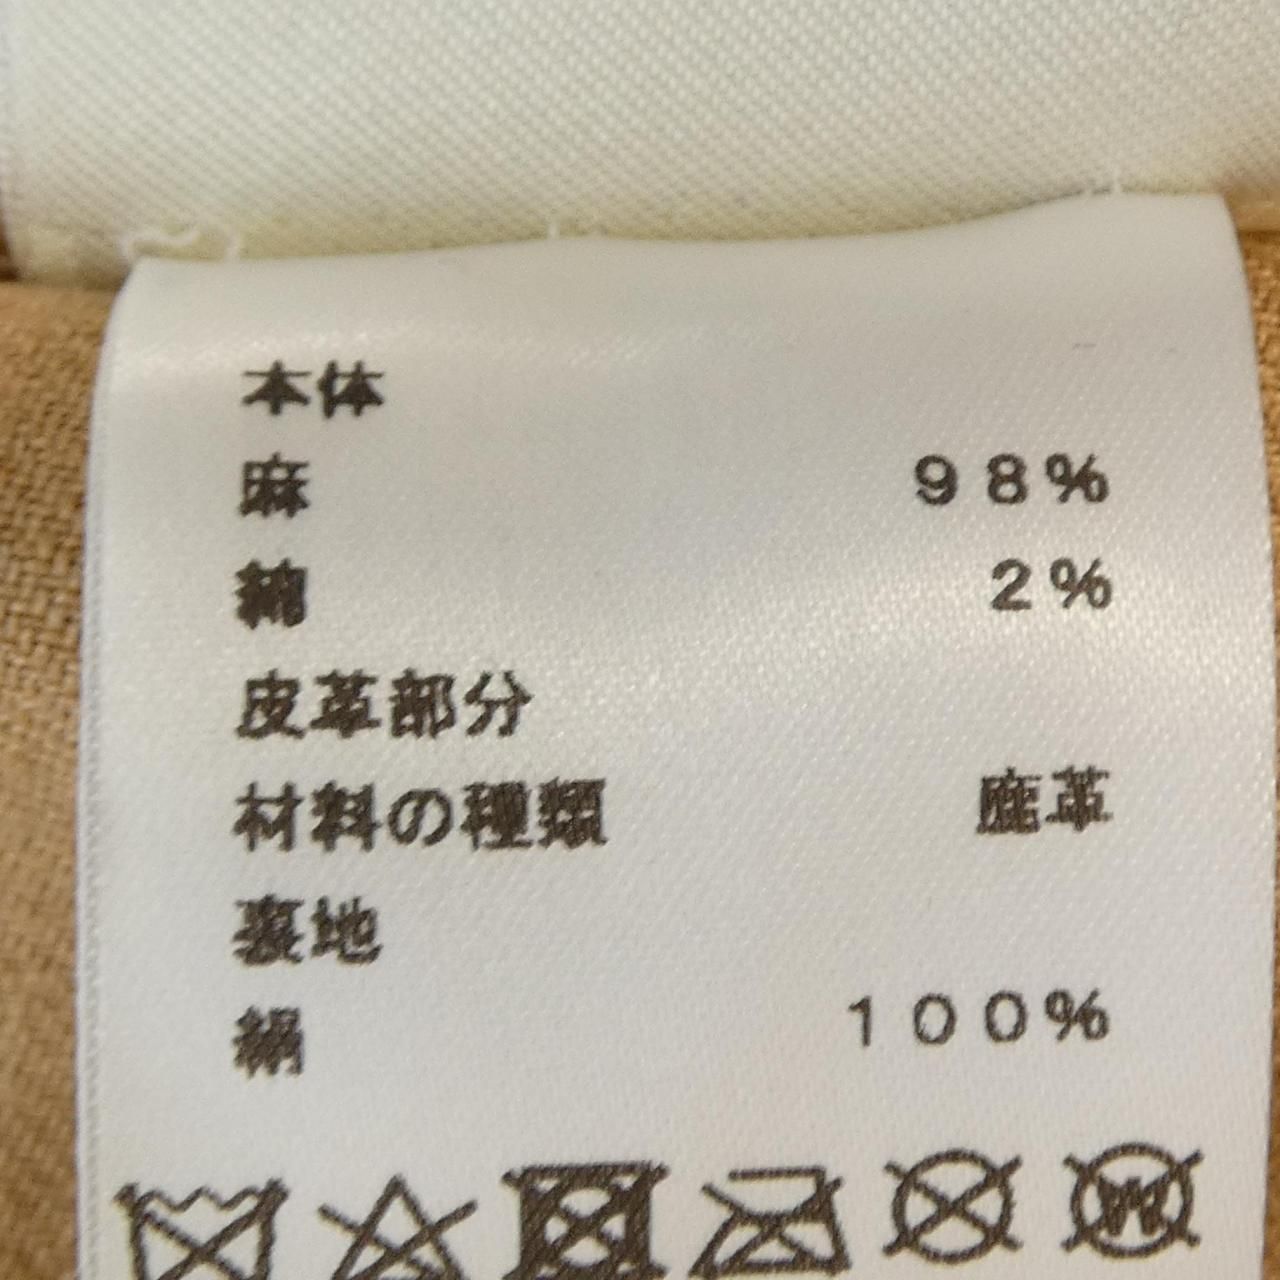 本体
麻 98%
綿 2%
皮革部分
材料の種類 鹿革
裏地
絹 100%
W